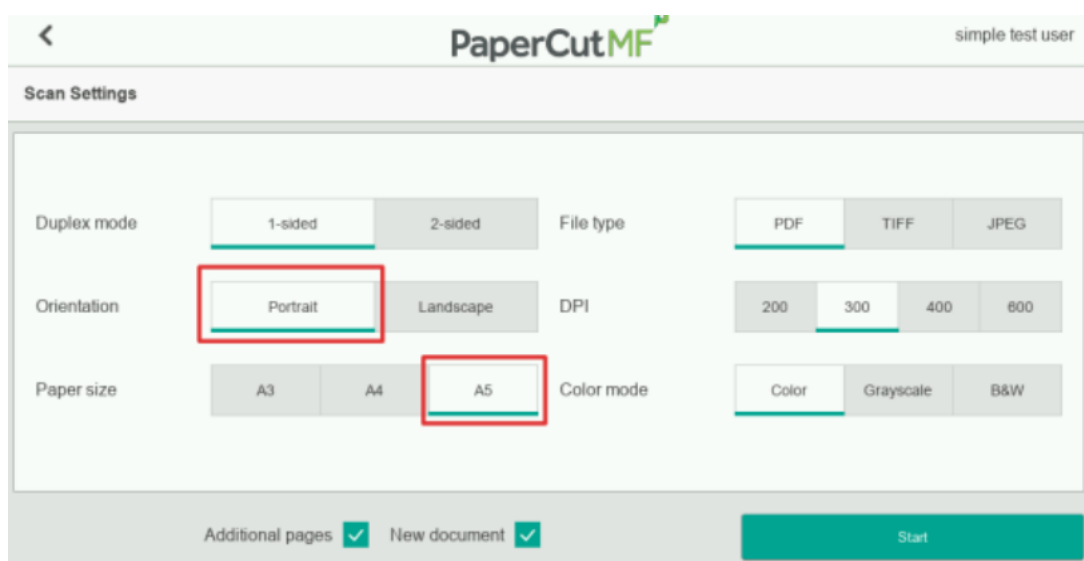 PaperCutMF
simple test user
Scan Settings
Duplex mode 1-sided 2-sided File type PDF TIFF JPEG
Orientation Portrait Landscape DPI 200 300 400 600
Paper size A3 A4 A5 Color mode Color Grayscale B&W
Additional pages New document Start